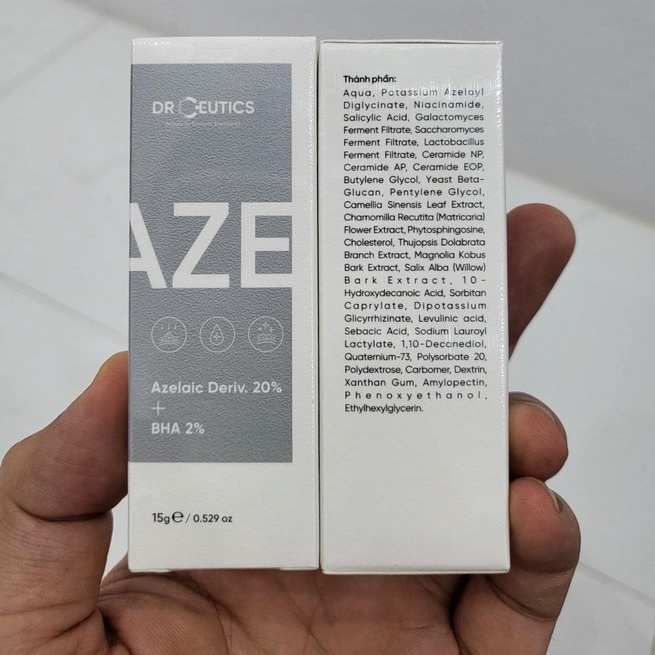 DR CEUTICS
AZE
Azelaic Deriv. 20%
+
BHA 2%
15g ℮ / 0.529 oz
Thành phần:
Aqua, Potassium Azeloyl
Diglycinate, Niacinamide,
Salicylic Acid, Galactomyces
Ferment Filtrate, Saccharomyces
Ferment Filtrate, Lactobacillus
Ferment Filtrate, Ceramide NP,
Ceramide AP, Ceramide EOP,
Butylene Glycol, Yeast Beta-
Glucan, Pentylene Glycol,
Camellia Sinensis Leaf Extract,
Chamomilla Recutita (Matricaria)
Flower Extract, Phytosphingosine,
Cholesterol, Thujopsis Dolabrata
Branch Extract, Magnolia Kobus
Bark Extract, Salix Alba (Willow)
Bark Extract, 10-
Hydroxydecanoic Acid, Sorbitan
Caprylate, Dipotassium
Glicyrrhizinate, Levulinic acid,
Sebacic Acid, Sodium Lauroyl
Lactylate, 1,10-Decanediol,
Quaternium-73, Polysorbate 20,
Polydextrose, Carbomer, Dextrin,
Xanthan Gum, Amylopectin,
Phenoxyethanol,
Ethylhexylglycerin.